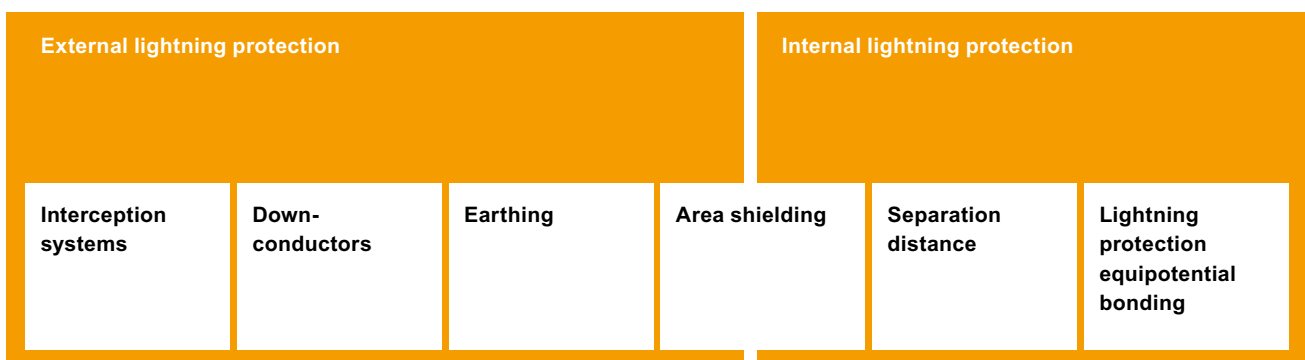 External lightning protection
Internal lightning protection
Interception
systems
Down-
conductors
Earthing
Area shielding
Separation
distance
Lightning
protection
equipotential
bonding